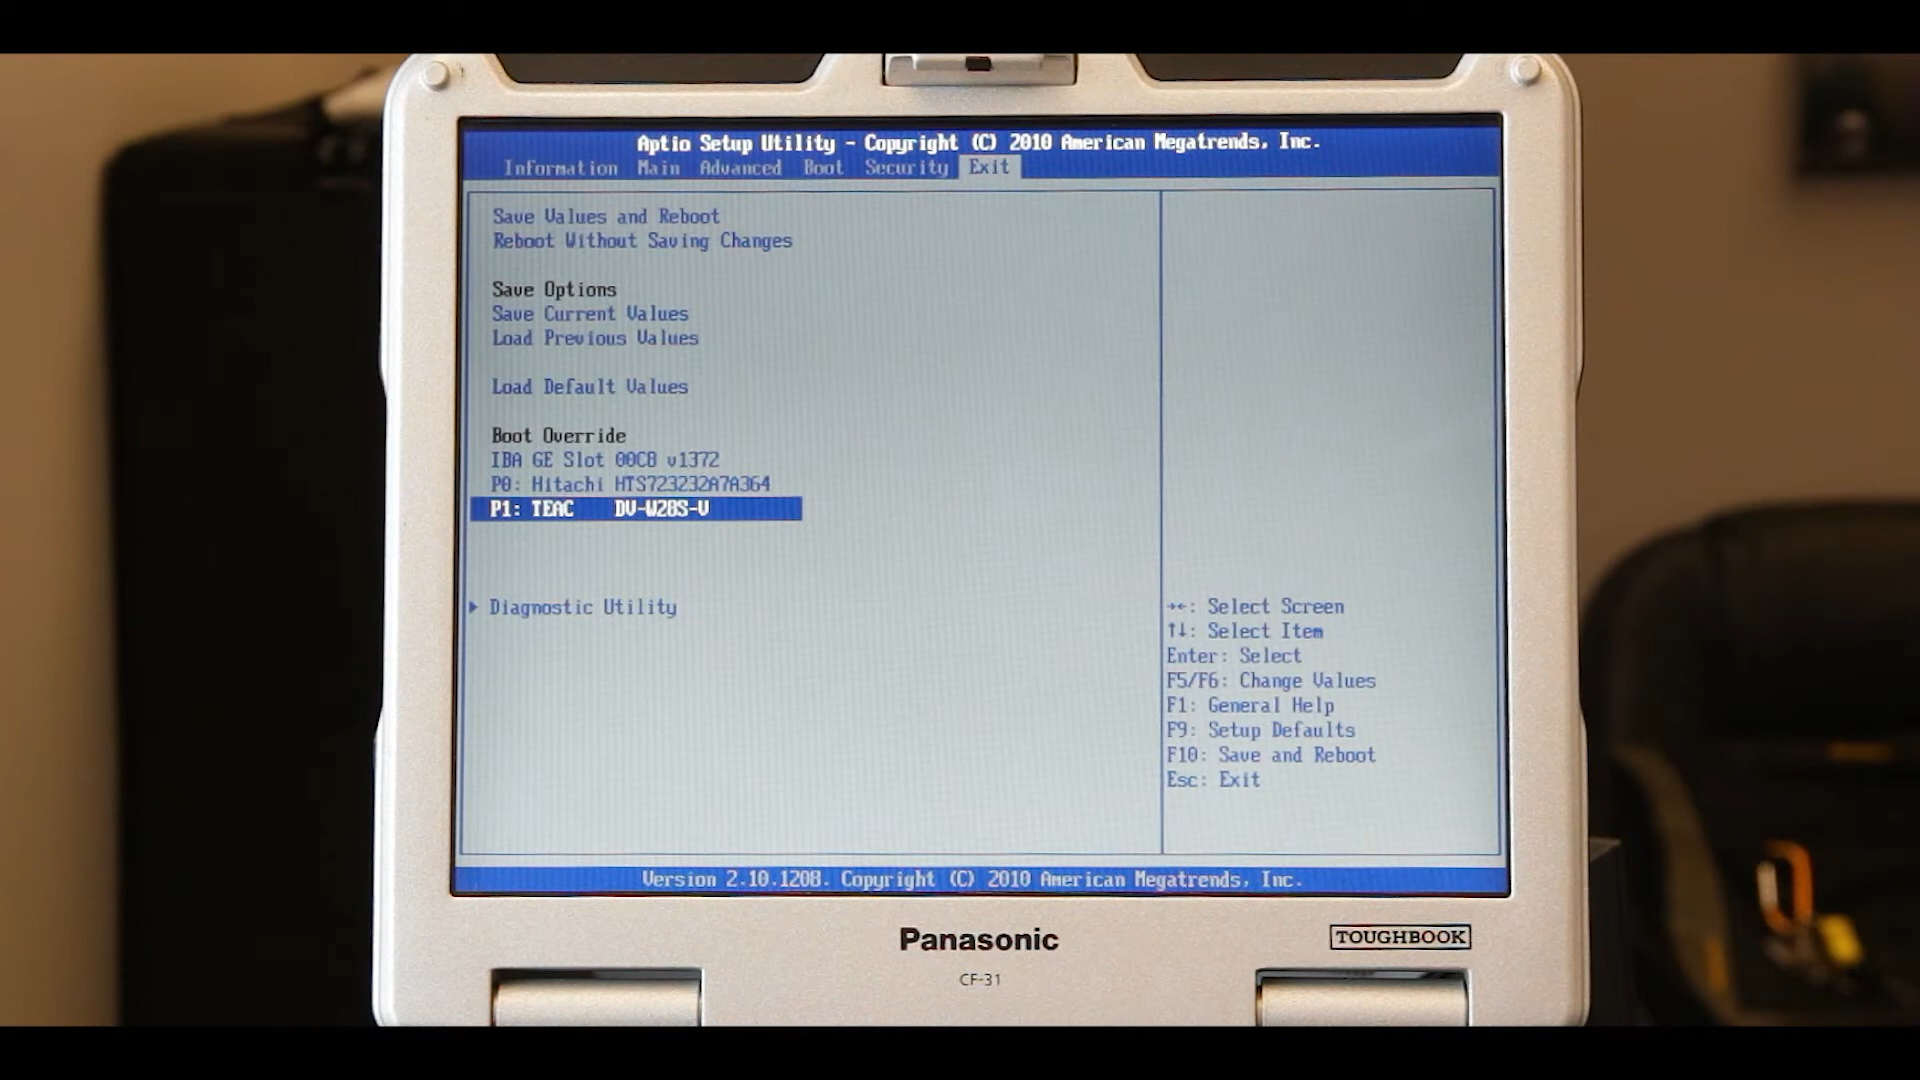 Aptio Setup Utility - Copyright (C) 2010 American Megatrends, Inc.
Information Main Advanced Boot Security Exit
Save Values and Reboot
Reboot Without Saving Changes
Save Options
Save Current Values
Load Previous Values
Load Default Values
Boot Override
IBA GE Slot 00C8 v1372
P0: Hitachi HTS723232A7A364
P1: TEAC DV-W28S-V
Diagnostic Utility
→←: Select Screen
↑↓: Select Item
Enter: Select
F5/F6: Change Values
F1: General Help
F9: Setup Defaults
F10: Save and Reboot
Esc: Exit
Version 2.10.1208. Copyright (C) 2010 American Megatrends, Inc.
Panasonic
TOUGHBOOK
CF-31